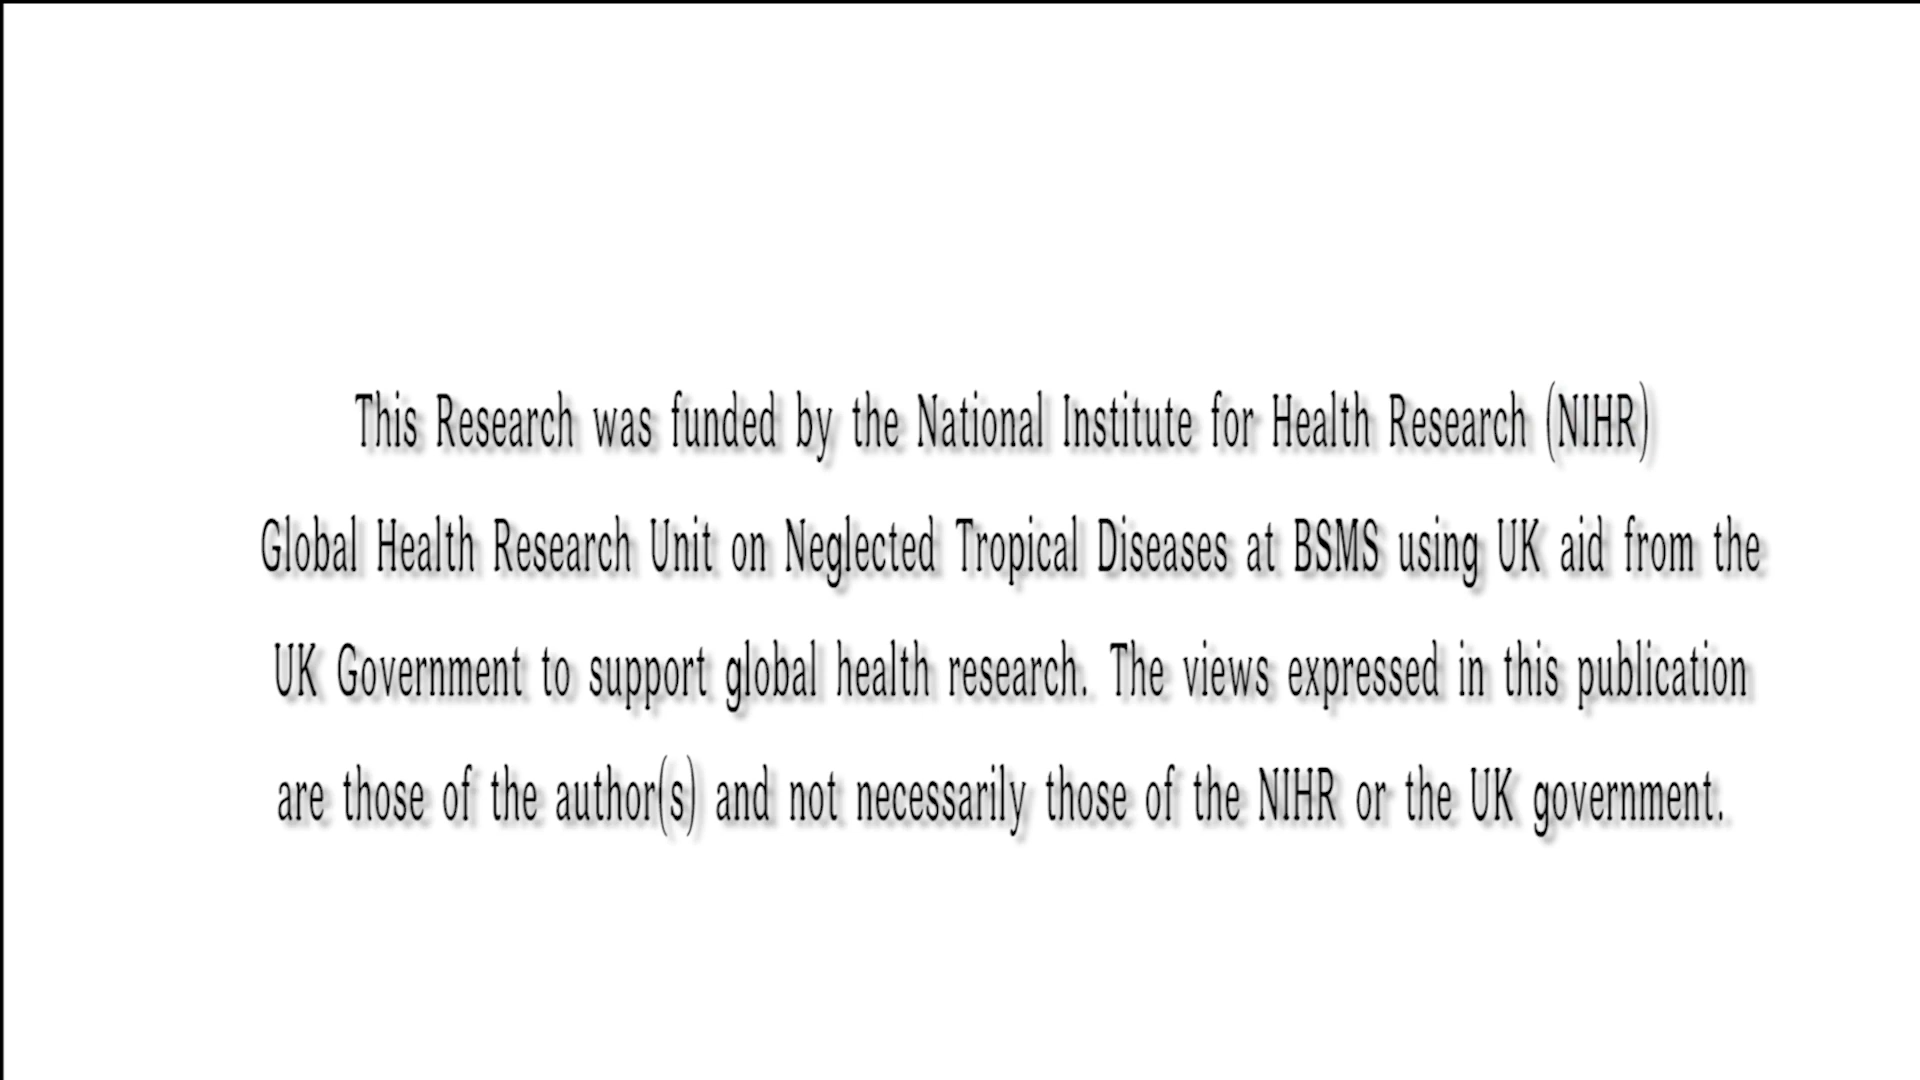 This Research was funded by the National Institute for Health Research (NIHR)
Global Health Research Unit on Neglected Tropical Diseases at BSMS using UK aid from the
UK Government to support global health research. The views expressed in this publication
are those of the author(s) and not necessarily those of the NIHR or the UK government.